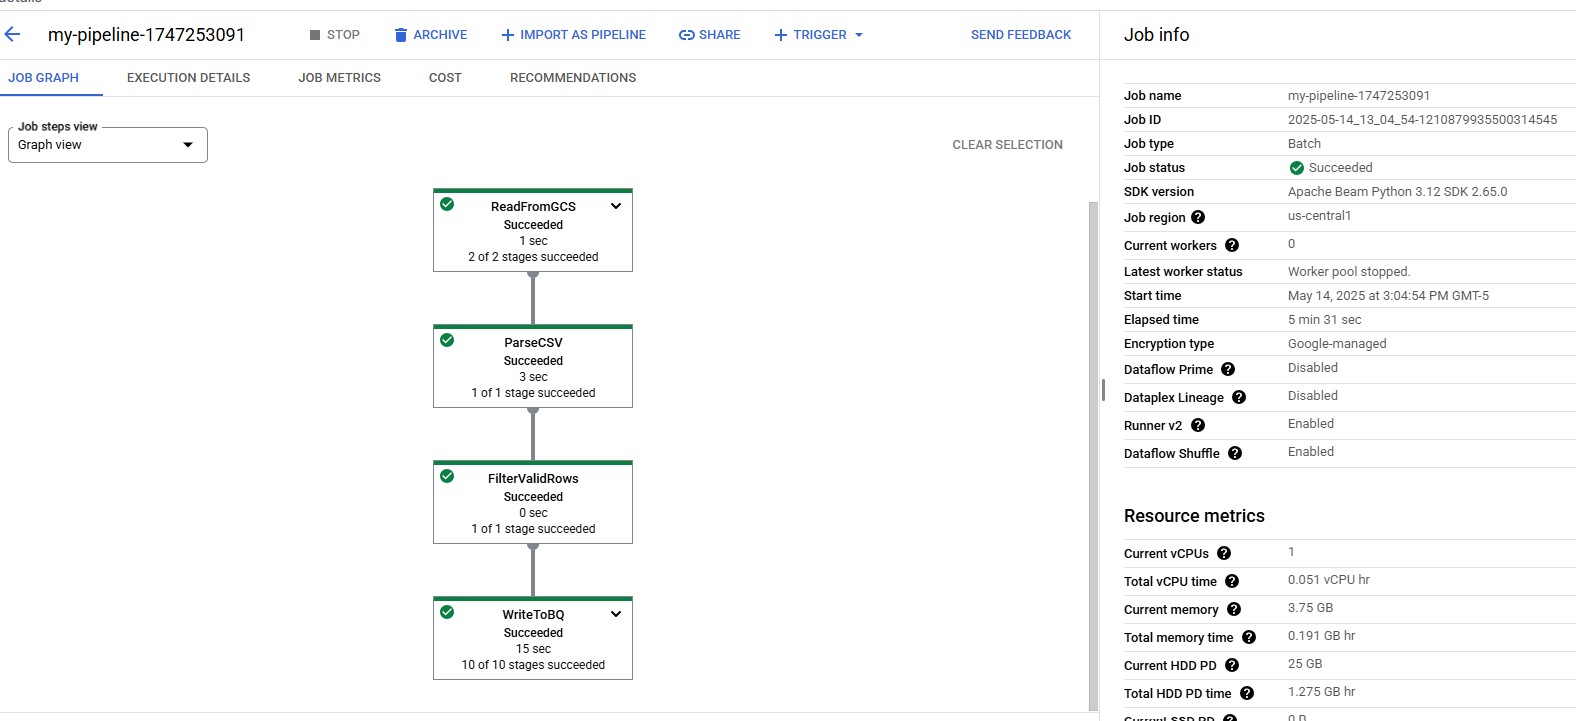 details
my-pipeline-1747253091
STOP
ARCHIVE
IMPORT AS PIPELINE
SHARE
TRIGGER
SEND FEEDBACK
JOB GRAPH
EXECUTION DETAILS
JOB METRICS
COST
RECOMMENDATIONS
Job steps view
Graph view
CLEAR SELECTION
ReadFromGCS
Succeeded
1 sec
2 of 2 stages succeeded
ParseCSV
Succeeded
3 sec
1 of 1 stage succeeded
FilterValidRows
Succeeded
0 sec
1 of 1 stage succeeded
WriteToBQ
Succeeded
15 sec
10 of 10 stages succeeded
Job info
Job name my-pipeline-1747253091
Job ID 2025-05-14_13_04_54-1210879935500314545
Job type Batch
Job status Succeeded
SDK version Apache Beam Python 3.12 SDK 2.65.0
Job region us-central1
Current workers 0
Latest worker status Worker pool stopped.
Start time May 14, 2025 at 3:04:54 PM GMT-5
Elapsed time 5 min 31 sec
Encryption type Google-managed
Dataflow Prime Disabled
Dataplex Lineage Disabled
Runner v2 Enabled
Dataflow Shuffle Enabled
Resource metrics
Current vCPUs 1
Total vCPU time 0.051 vCPU hr
Current memory 3.75 GB
Total memory time 0.191 GB hr
Current HDD PD 25 GB
Total HDD PD time 1.275 GB hr
Current SSD PD 0 B